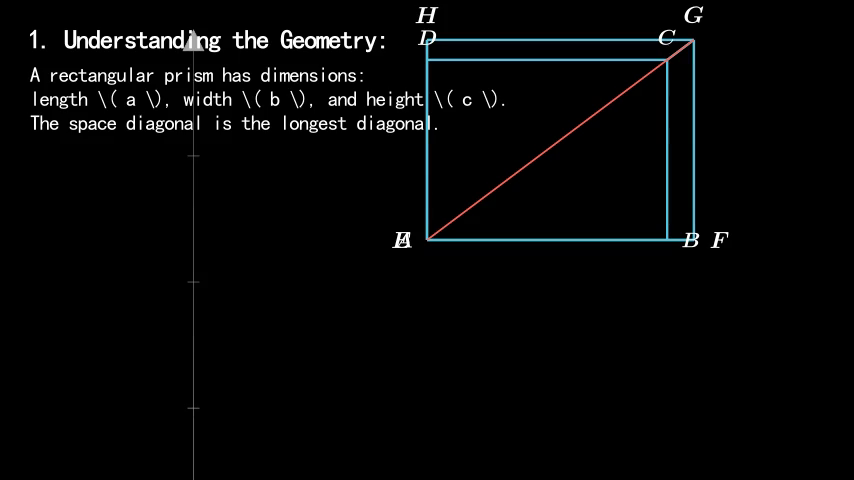 1. Understanding the Geometry:
A rectangular prism has dimensions:
length \( a \), width \( b \), and height \( c \).
The space diagonal is the longest diagonal.
H G
D C
E A B F